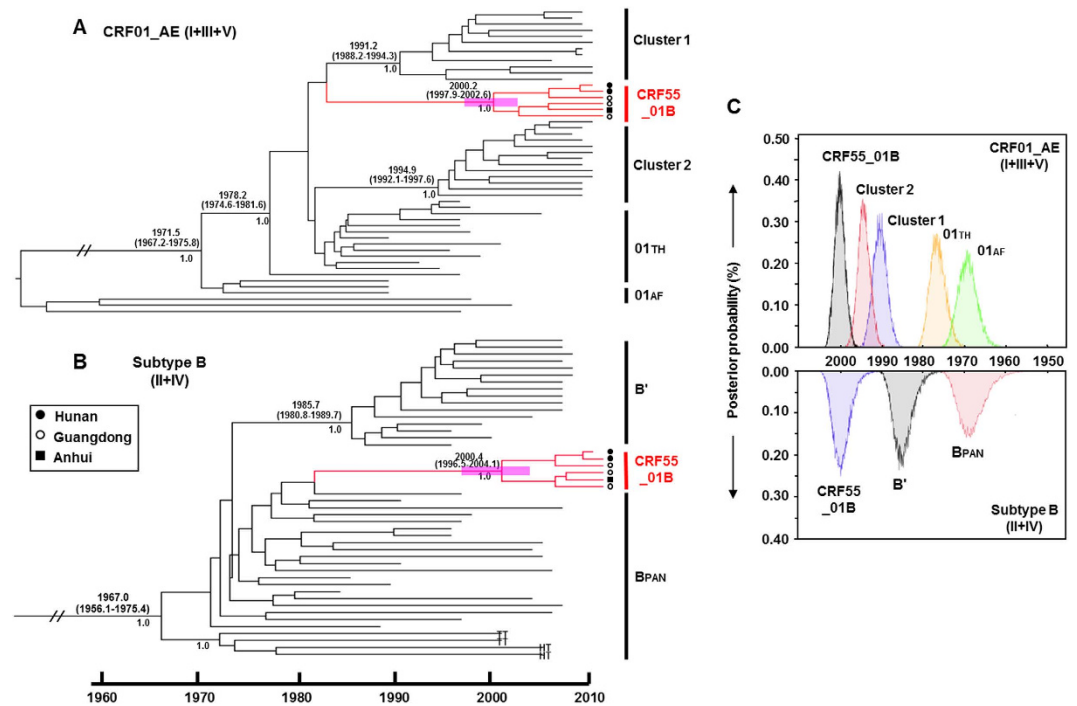 A
CRF01_AE (I+III+V)
1991.2
(1988.2-1994.3)
1.0
Cluster 1
2000.2
(1997.9-2002.6)
1.0
CRF55
_01B
1994.9
(1992.1-1997.6)
1.0
Cluster 2
1978.2
(1974.6-1981.6)
1.0
1971.5
(1967.2-1975.8)
1.0
01TH
01AF
B
Subtype B
(II+IV)
Hunan
Guangdong
Anhui
1985.7
(1980.8-1989.7)
1.0
B'
2000.4
(1996.5-2004.1)
1.0
CRF55
_01B
BPAN
1967.0
(1956.1-1975.4)
1.0
1.0
1960 1970 1980 1990 2000 2010
C
Posterior probability (%)
0.50
0.40
0.30
0.20
0.10
0.00
CRF01_AE
(I+III+V)
CRF55_01B
Cluster 2
Cluster 1
01TH
01AF
2000 1990 1980 1970 1960 1950
0.00
0.10
0.20
0.30
0.40
CRF55
_01B
B'
BPAN
Subtype B
(II+IV)